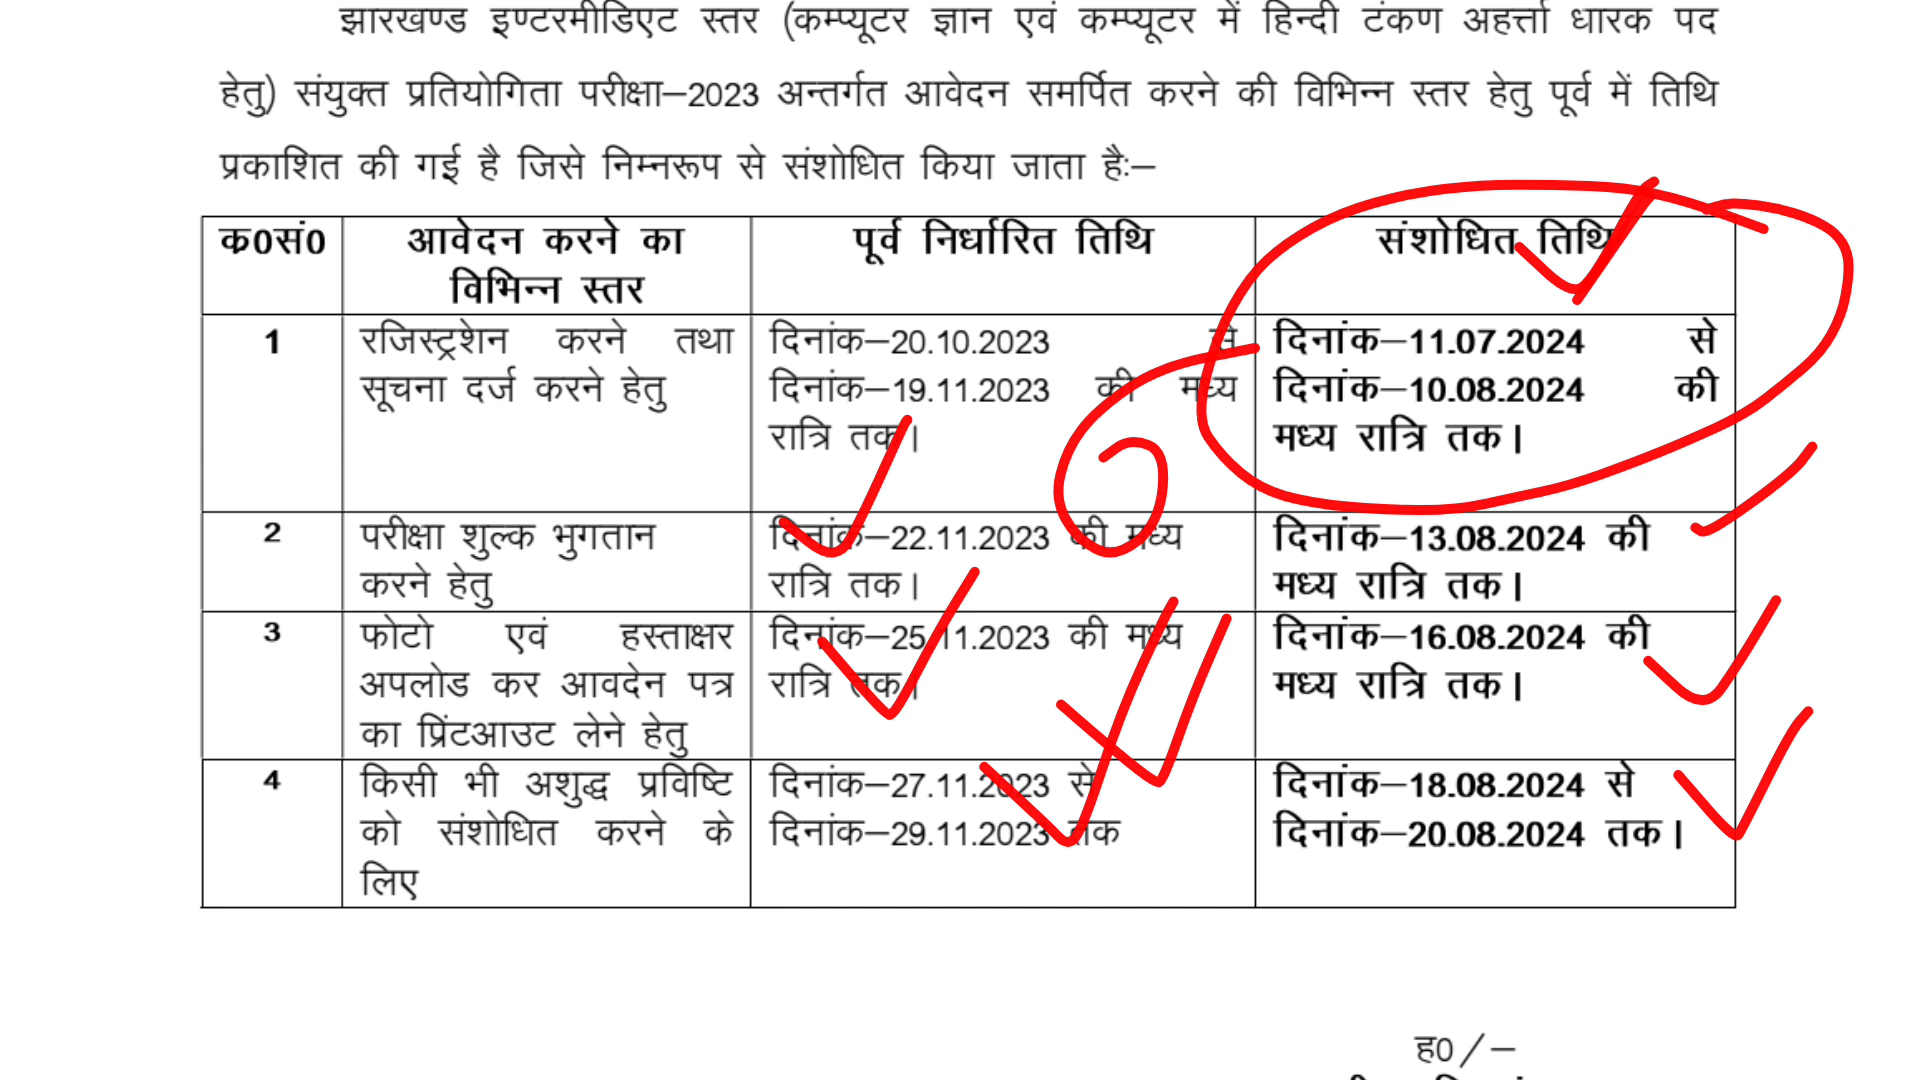 झारखण्ड इण्टरमीडिएट स्तर (कम्प्यूटर ज्ञान एवं कम्प्यूटर में हिन्दी टंकण अहर्त्ता धारक पद
हेतु) संयुक्त प्रतियोगिता परीक्षा–2023 अन्तर्गत आवेदन समर्पित करने की विभिन्न स्तर हेतु पूर्व में तिथि
प्रकाशित की गई है जिसे निम्नरूप से संशोधित किया जाता हैः–
क0सं0 आवेदन करने का पूर्व निर्धारित तिथि संशोधित तिथि
विभिन्न स्तर
1 रजिस्ट्रशेन करने तथा दिनांक–20.10.2023 से दिनांक–11.07.2024 से
सूचना दर्ज करने हेतु दिनांक–19.11.2023 की मध्य दिनांक–10.08.2024 की
रात्रि तक। मध्य रात्रि तक।
2 परीक्षा शुल्क भुगतान दिनांक–22.11.2023 की मध्य दिनांक–13.08.2024 की
करने हेतु रात्रि तक। मध्य रात्रि तक।
3 फोटो एवं हस्ताक्षर दिनांक–25.11.2023 की मध्य दिनांक–16.08.2024 की
अपलोड कर आवदेन पत्र रात्रि तक। मध्य रात्रि तक।
का प्रिंटआउट लेने हेतु
4 किसी भी अशुद्ध प्रविष्टि दिनांक–27.11.2023 से दिनांक–18.08.2024 से
को संशोधित करने के दिनांक–29.11.2023 तक दिनांक–20.08.2024 तक।
लिए
ह0/–